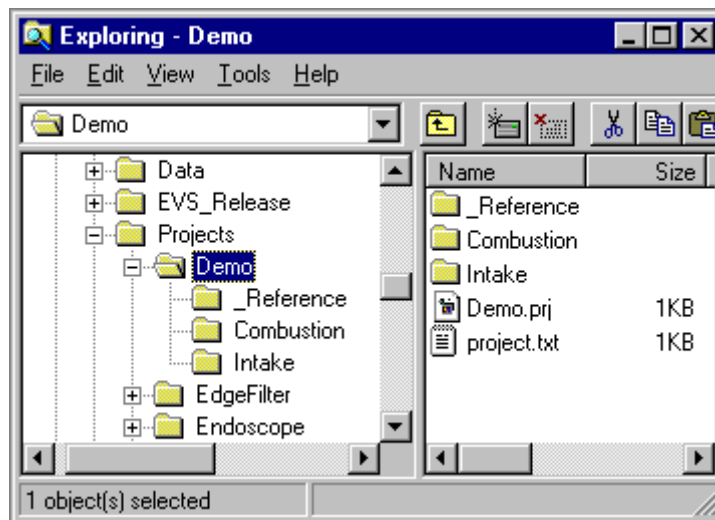 Exploring - Demo
File Edit View Tools Help
Demo
Data
EVS_Release
Projects
Demo
_Reference
Combustion
Intake
EdgeFilter
Endoscope
Name Size
_Reference
Combustion
Intake
Demo.prj 1KB
project.txt 1KB
1 object(s) selected